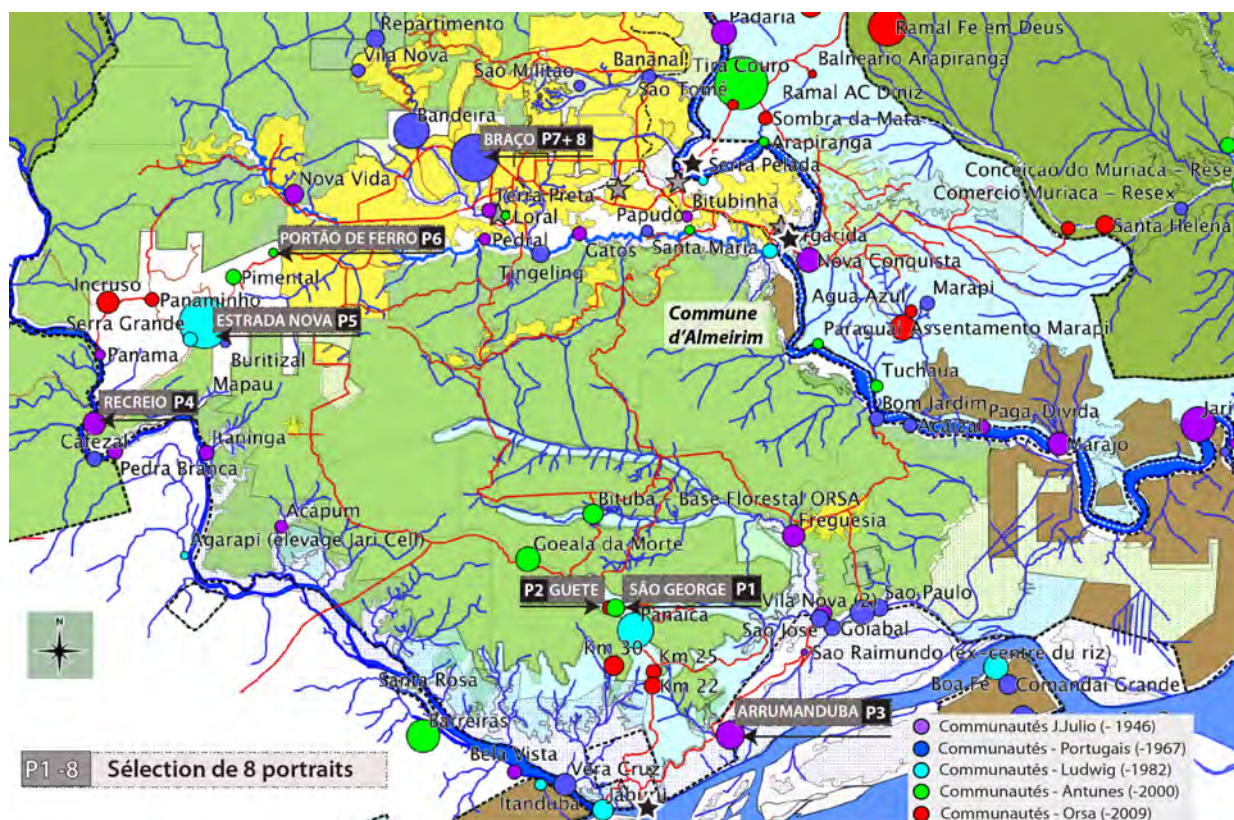 Repartimento
Padaria
Ramal Fe em Deus
Vila Nova
Bananal
Tira Couro
Balneario Arapiranga
São Militao
Sao Tomé
Ramal AC Diniz
Bandeira
Sombra da Mata
BRAÇO P7+ 8
Arapiranga
Serra Pelada
Conceiçao do Muriaca - Rese
Nova Vida
Comercio Muriaca - Resex
Terra Preta
Bitubinha
Loral
Papudo
Santa Helena
PORTÃO DE FERRO P6
Pedral
Gatos
Santa Maria
Tingeling
Nova Conquista
Pimental
Incruso
Panaminho
Agua Azul
Marapi
Serra Grande
ESTRADA NOVA P5
Commune
d'Almeirim
Paraguai
Assentamento Marapi
Panama
Buritizal
Mapau
Tuchaua
RECREIO P4
Bom Jardim
Paga Divida
Açaizal
Cafezal
Itaninga
Marajo
Jari
Pedra Branca
Acapum
Bituba - Base Florestal ORSA
Freguesia
Agarapi (élevage Jari Cell)
Goeala da Morte
P2 GUETE
SÃO GEORGE P1
Panaica
Vila Nova (2)
Sao Paulo
Sao José
Goiabal
N
Km 30
Km 25
Sao Raimundo (ex-centre du riz)
Km 22
Santa Rosa
Boa Fé
Comandai Grande
ARRUMANDUBA P3
Barreiras
Bela Vista
Vera Cruz
Itanduba
P1 -8 Sélection de 8 portraits
Communautés J.Julio (- 1946)
Communautés - Portugais (-1967)
Communautés - Ludwig (-1982)
Communautés - Antunes (-2000)
Communautés - Orsa (-2009)